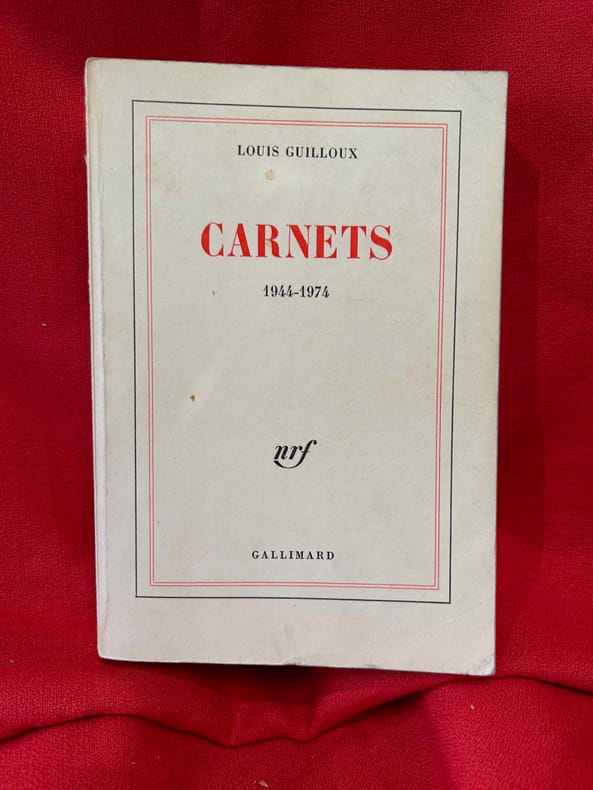 LOUIS GUILLOUX
CARNETS
1944-1974
nrf
GALLIMARD